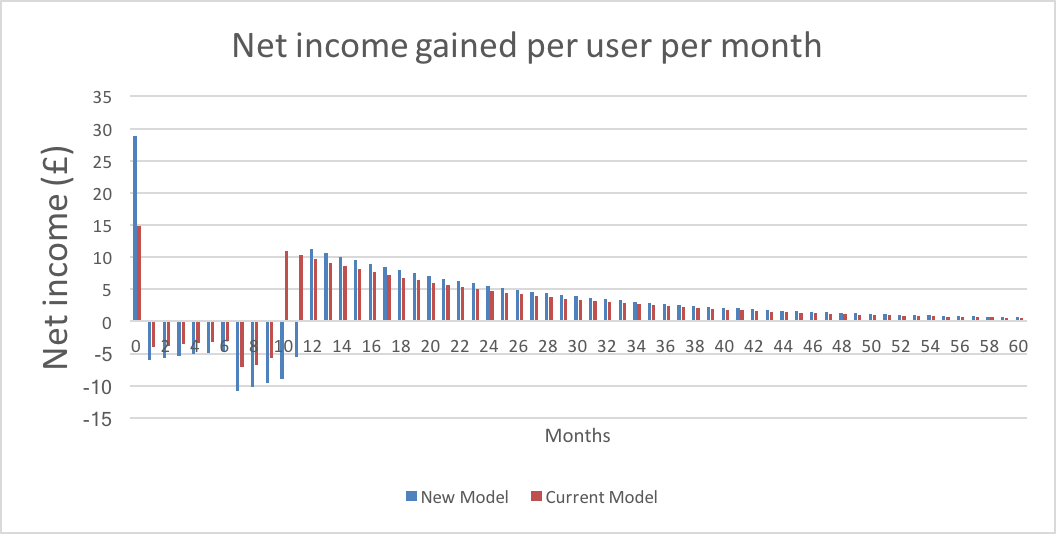 Net income gained per user per month
Net income (£)
35
30
25
20
15
10
5
0
-5
-10
-15
0 2 4 6 8 10 12 14 16 18 20 22 24 26 28 30 32 34 36 38 40 42 44 46 48 50 52 54 56 58 60
Months
New Model Current Model